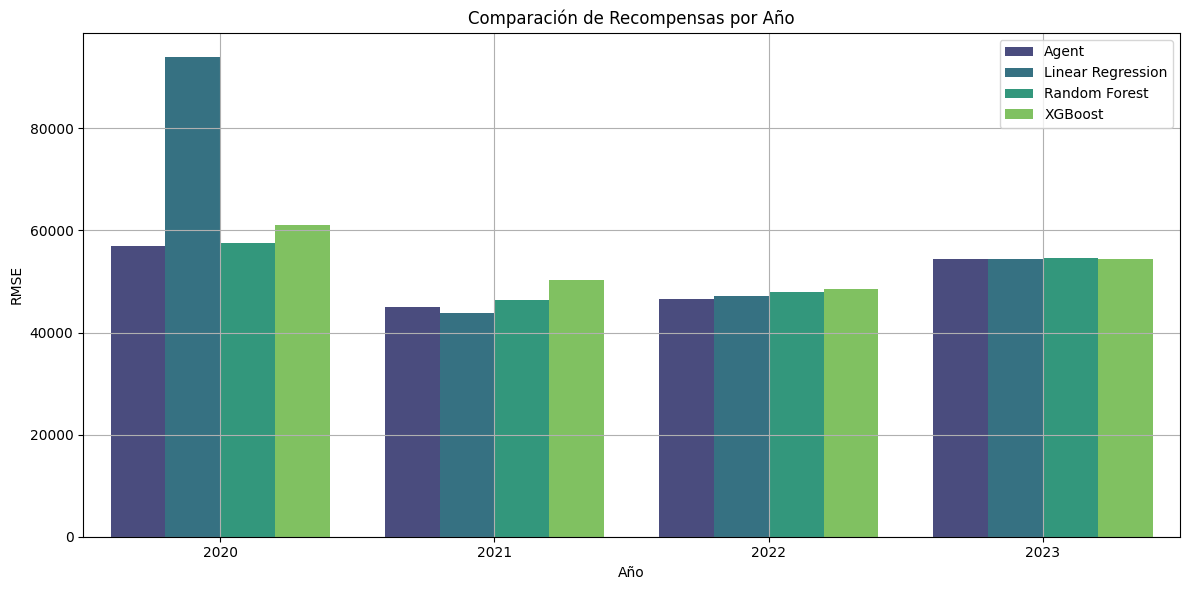 Comparación de Recompensas por Año
Agent
Linear Regression
Random Forest
XGBoost
80000
60000
40000
20000
0
RMSE
2020
2021
2022
2023
Año